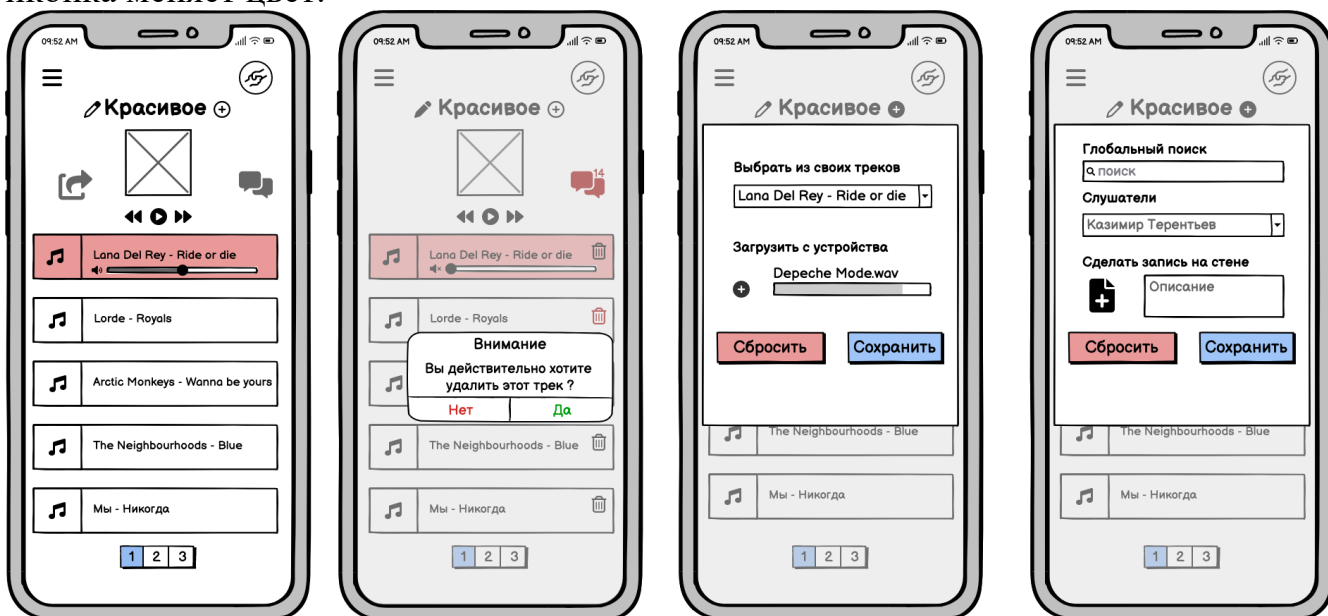 иконка меняет цвет.
09:52 AM
Красивое
Lana Del Rey - Ride or die
Lorde - Royals
Arctic Monkeys - Wanna be yours
The Neighbourhoods - Blue
Мы - Никогда
1 2 3
09:52 AM
Красивое
14
Lana Del Rey - Ride or die
Lorde - Royals
Внимание
Вы действительно хотите
удалить этот трек ?
Нет Да
The Neighbourhoods - Blue
Мы - Никогда
1 2 3
09:52 AM
Красивое
Выбрать из своих треков
Lana Del Rey - Ride or die
Загрузить с устройства
Depeche Mode.wav
Сбросить Сохранить
The Neighbourhoods - Blue
Мы - Никогда
1 2 3
09:52 AM
Красивое
Глобальный поиск
поиск
Слушатели
Казимир Терентьев
Сделать запись на стене
Описание
Сбросить Сохранить
The Neighbourhoods - Blue
Мы - Никогда
1 2 3